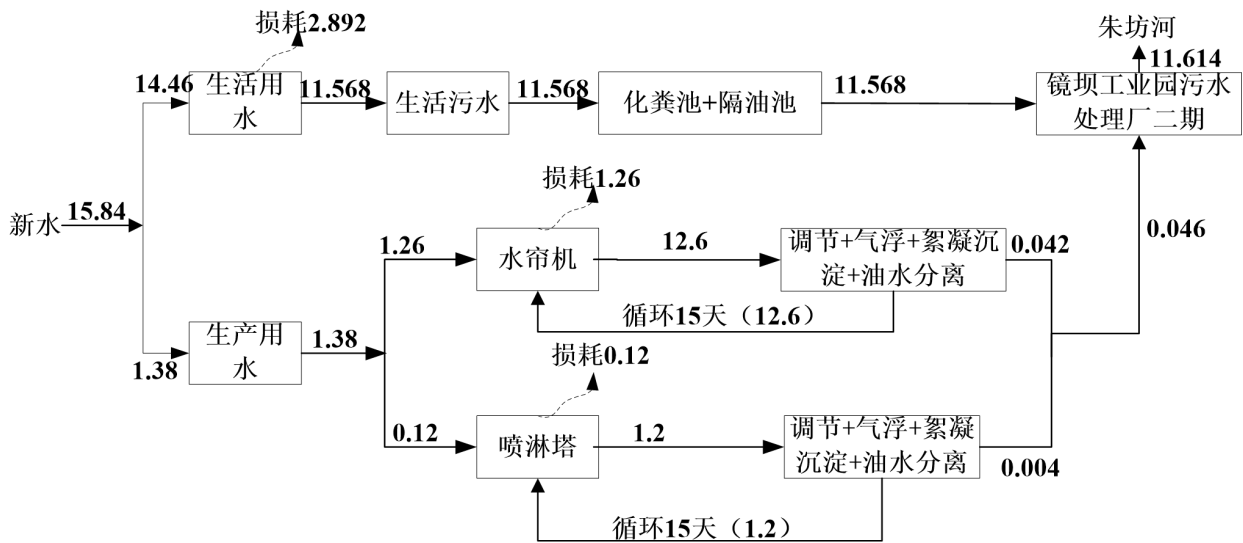 损耗2.892
朱坊河
14.46
生活用
水
11.568
生活污水
11.568
化粪池+隔油池
11.568
11.614
镜坝工业园污水
处理厂二期
新水
15.84
损耗1.26
1.26
水帘机
12.6
调节+气浮+絮凝沉
淀+油水分离
0.042
0.046
循环15天（12.6）
1.38
生产用
水
1.38
损耗0.12
0.12
喷淋塔
1.2
调节+气浮+絮凝
沉淀+油水分离
0.004
循环15天（1.2）